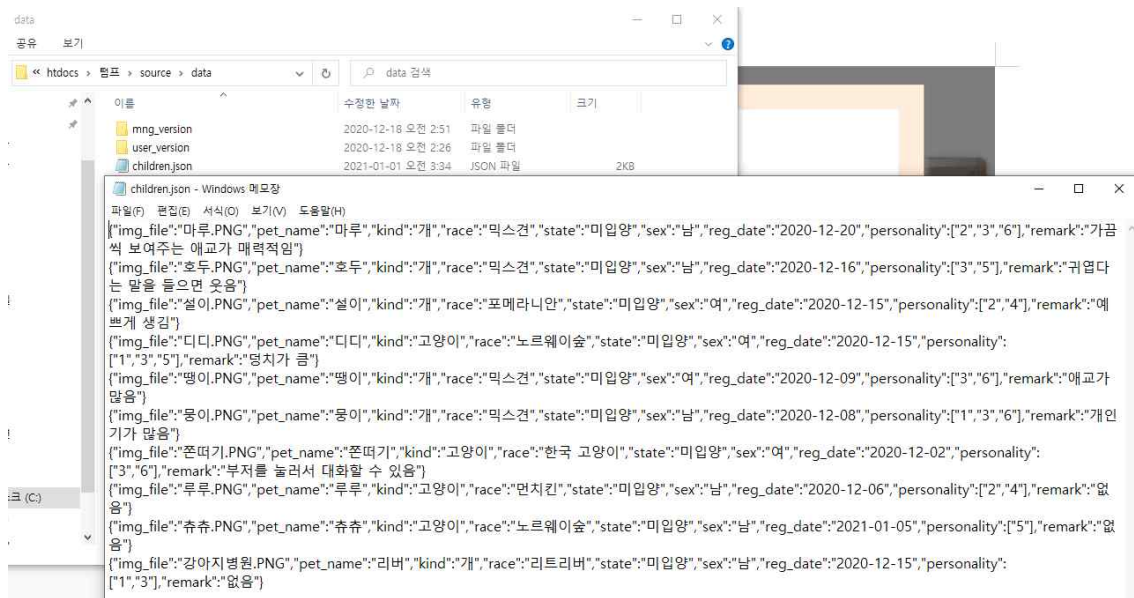 data
공유 보기
« htdocs › 템프 › source › data
data 검색
이름 수정한 날짜 유형 크기
mng_version 2020-12-18 오전 2:51 파일 폴더
user_version 2020-12-18 오전 2:26 파일 폴더
children.json 2021-01-01 오전 3:34 JSON 파일 2KB
children.json - Windows 메모장
파일(F) 편집(E) 서식(O) 보기(V) 도움말(H)
{"img_file":"마루.PNG","pet_name":"마루","kind":"개","race":"믹스견","state":"미입양","sex":"남","reg_date":"2020-12-20","personality":["2","3","6"],"remark":"가끔
씩 보여주는 애교가 매력적임"}
{"img_file":"호두.PNG","pet_name":"호두","kind":"개","race":"믹스견","state":"미입양","sex":"남","reg_date":"2020-12-16","personality":["3","5"],"remark":"귀엽다
는 말을 들으면 웃음"}
{"img_file":"설이.PNG","pet_name":"설이","kind":"개","race":"포메라니안","state":"미입양","sex":"여","reg_date":"2020-12-15","personality":["2","4"],"remark":"예
쁘게 생김"}
{"img_file":"디디.PNG","pet_name":"디디","kind":"고양이","race":"노르웨이숲","state":"미입양","sex":"여","reg_date":"2020-12-15","personality":
["1","3","5"],"remark":"덩치가 큼"}
{"img_file":"땡이.PNG","pet_name":"땡이","kind":"개","race":"믹스견","state":"미입양","sex":"여","reg_date":"2020-12-09","personality":["3","6"],"remark":"애교가
많음"}
{"img_file":"뭉이.PNG","pet_name":"뭉이","kind":"개","race":"믹스견","state":"미입양","sex":"남","reg_date":"2020-12-08","personality":["1","3","6"],"remark":"개인
기가 많음"}
{"img_file":"쫀떠기.PNG","pet_name":"쫀떠기","kind":"고양이","race":"한국 고양이","state":"미입양","sex":"여","reg_date":"2020-12-02","personality":
["3","6"],"remark":"부저를 눌러서 대화할 수 있음"}
{"img_file":"루루.PNG","pet_name":"루루","kind":"고양이","race":"먼치킨","state":"미입양","sex":"남","reg_date":"2020-12-06","personality":["2","4"],"remark":"없
음"}
{"img_file":"츄츄.PNG","pet_name":"츄츄","kind":"고양이","race":"노르웨이숲","state":"미입양","sex":"남","reg_date":"2021-01-05","personality":["5"],"remark":"없
음"}
{"img_file":"강아지병원.PNG","pet_name":"리버","kind":"개","race":"리트리버","state":"미입양","sex":"남","reg_date":"2020-12-15","personality":
["1","3"],"remark":"없음"}
(C:)